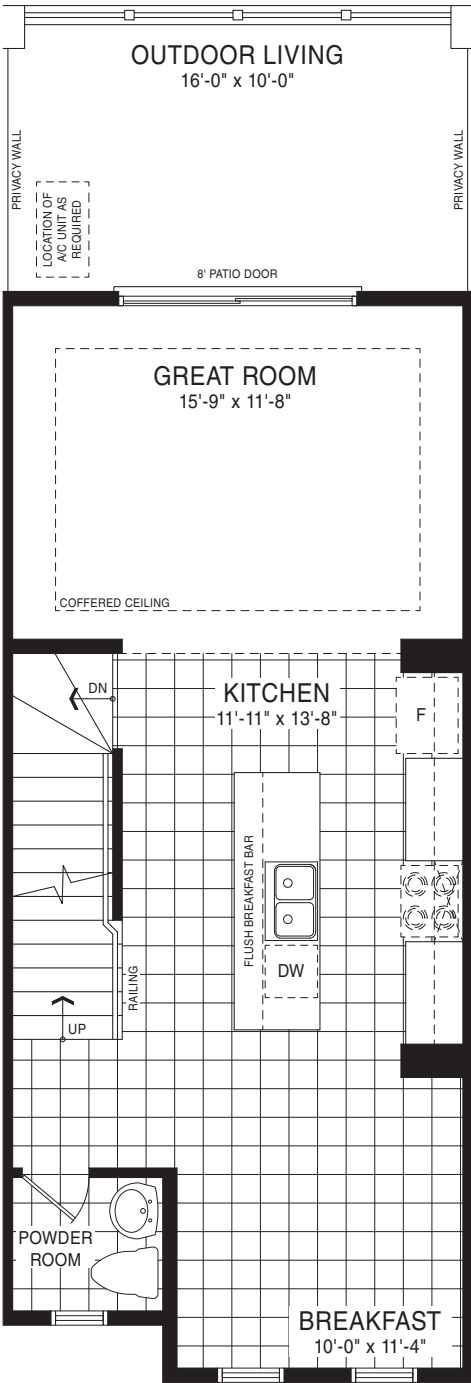 OUTDOOR LIVING
16'-0" x 10'-0"
PRIVACY WALL
PRIVACY WALL
LOCATION OF
A/C UNIT AS
REQUIRED
8' PATIO DOOR
GREAT ROOM
15'-9" x 11'-8"
COFFERED CEILING
DN
KITCHEN
11'-11" x 13'-8"
F
FLUSH BREAKFAST BAR
DW
RAILING
UP
POWDER
ROOM
BREAKFAST
10'-0" x 11'-4"